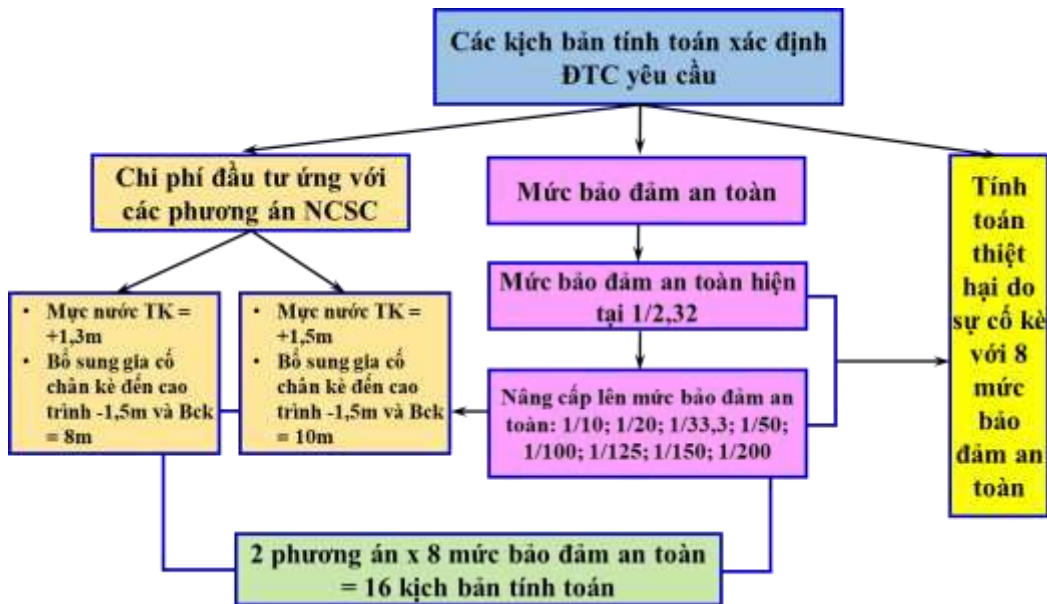 Các kịch bản tính toán xác định
ĐTC yêu cầu
Chi phí đầu tư ứng với
các phương án NCSC
Mức bảo đảm an toàn
Tính
toán
thiệt
hại do
sự cố kè
với 8
mức
bảo
đảm an
toàn
• Mực nước TK =
+1,3m
• Bổ sung gia cố
chân kè đến cao
trình -1,5m và Bck
= 8m
• Mực nước TK =
+1,5m
• Bổ sung gia cố
chân kè đến cao
trình -1,5m và Bck
= 10m
Mức bảo đảm an toàn hiện
tại 1/2,32
Nâng cấp lên mức bảo đảm an
toàn: 1/10; 1/20; 1/33,3; 1/50;
1/100; 1/125; 1/150; 1/200
2 phương án x 8 mức bảo đảm an toàn
= 16 kịch bản tính toán